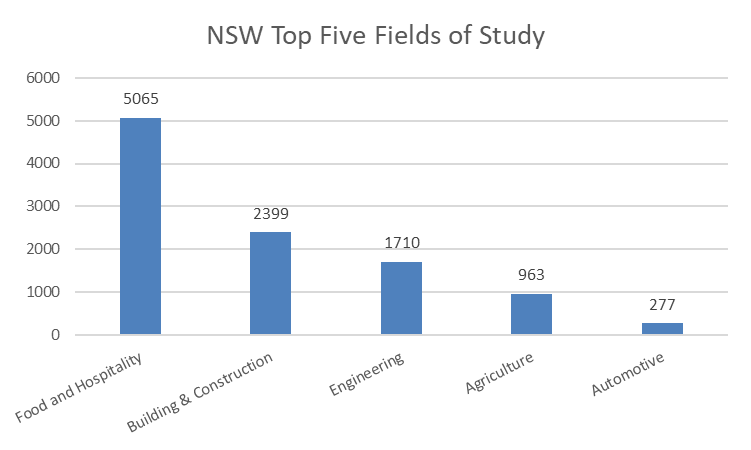 NSW Top Five Fields of Study
6000
5000
4000
3000
2000
1000
0
5065
2399
1710
963
277
Food and Hospitality
Building & Construction
Engineering
Agriculture
Automotive